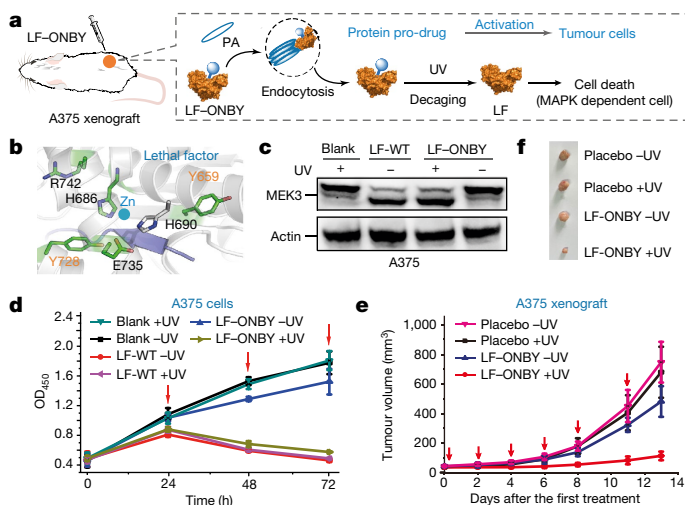 a
LF–ONBY
A375 xenograft
PA
LF–ONBY
Endocytosis
Protein pro-drug
Activation
Tumour cells
UV
Decaging
LF
Cell death
(MAPK dependent cell)
b
Lethal factor
R742
H686
Zn
Y659
H690
Y728
E735
c
Blank LF-WT LF–ONBY
UV + – + –
MEK3
Actin
A375
f
Placebo –UV
Placebo +UV
LF-ONBY –UV
LF-ONBY +UV
d
A375 cells
Blank +UV
Blank –UV
LF–WT –UV
LF–WT +UV
LF–ONBY –UV
LF–ONBY +UV
OD450
2.4
2.0
1.6
1.2
0.8
0.4
0 24 48 72
Time (h)
e
A375 xenograft
Placebo –UV
Placebo +UV
LF–ONBY –UV
LF–ONBY +UV
Tumour volume (mm³)
1,000
800
600
400
200
0
0 2 4 6 8 10 12 14
Days after the first treatment